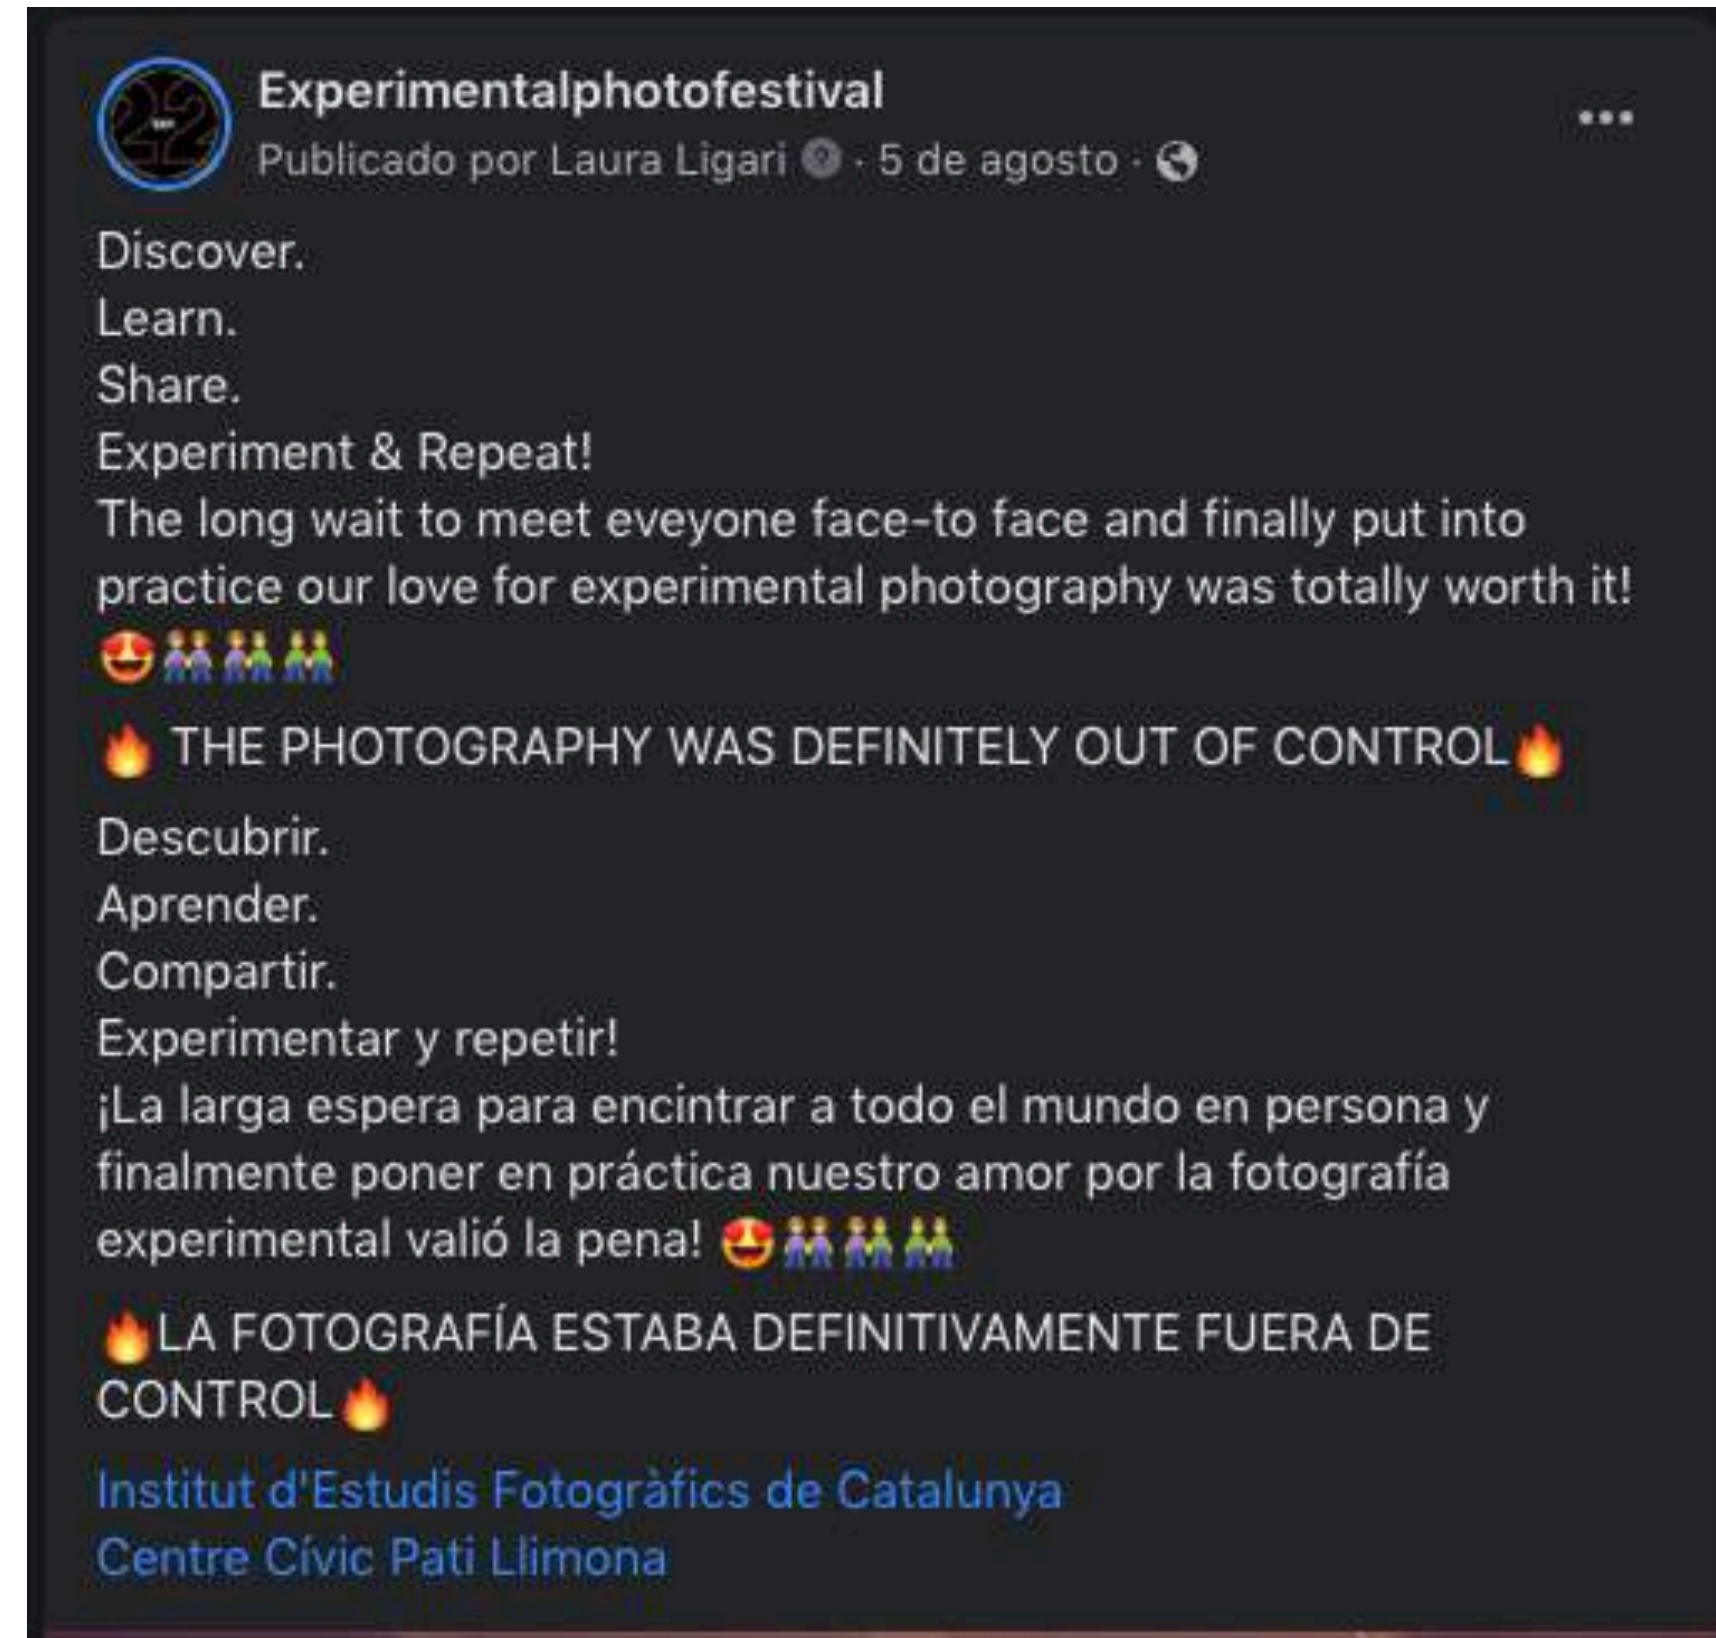 Experimentalphotofestival
Publicado por Laura Ligari · 5 de agosto ·
Discover.
Learn.
Share.
Experiment & Repeat!
The long wait to meet eveyone face-to face and finally put into
practice our love for experimental photography was totally worth it!
😍👭👫👬
🔥 THE PHOTOGRAPHY WAS DEFINITELY OUT OF CONTROL🔥
Descubrir.
Aprender.
Compartir.
Experimentar y repetir!
¡La larga espera para encintrar a todo el mundo en persona y
finalmente poner en práctica nuestro amor por la fotografía
experimental valió la pena! 😍👭👫👬
🔥LA FOTOGRAFÍA ESTABA DEFINITIVAMENTE FUERA DE
CONTROL🔥
Institut d'Estudis Fotogràfics de Catalunya
Centre Cívic Pati Llimona